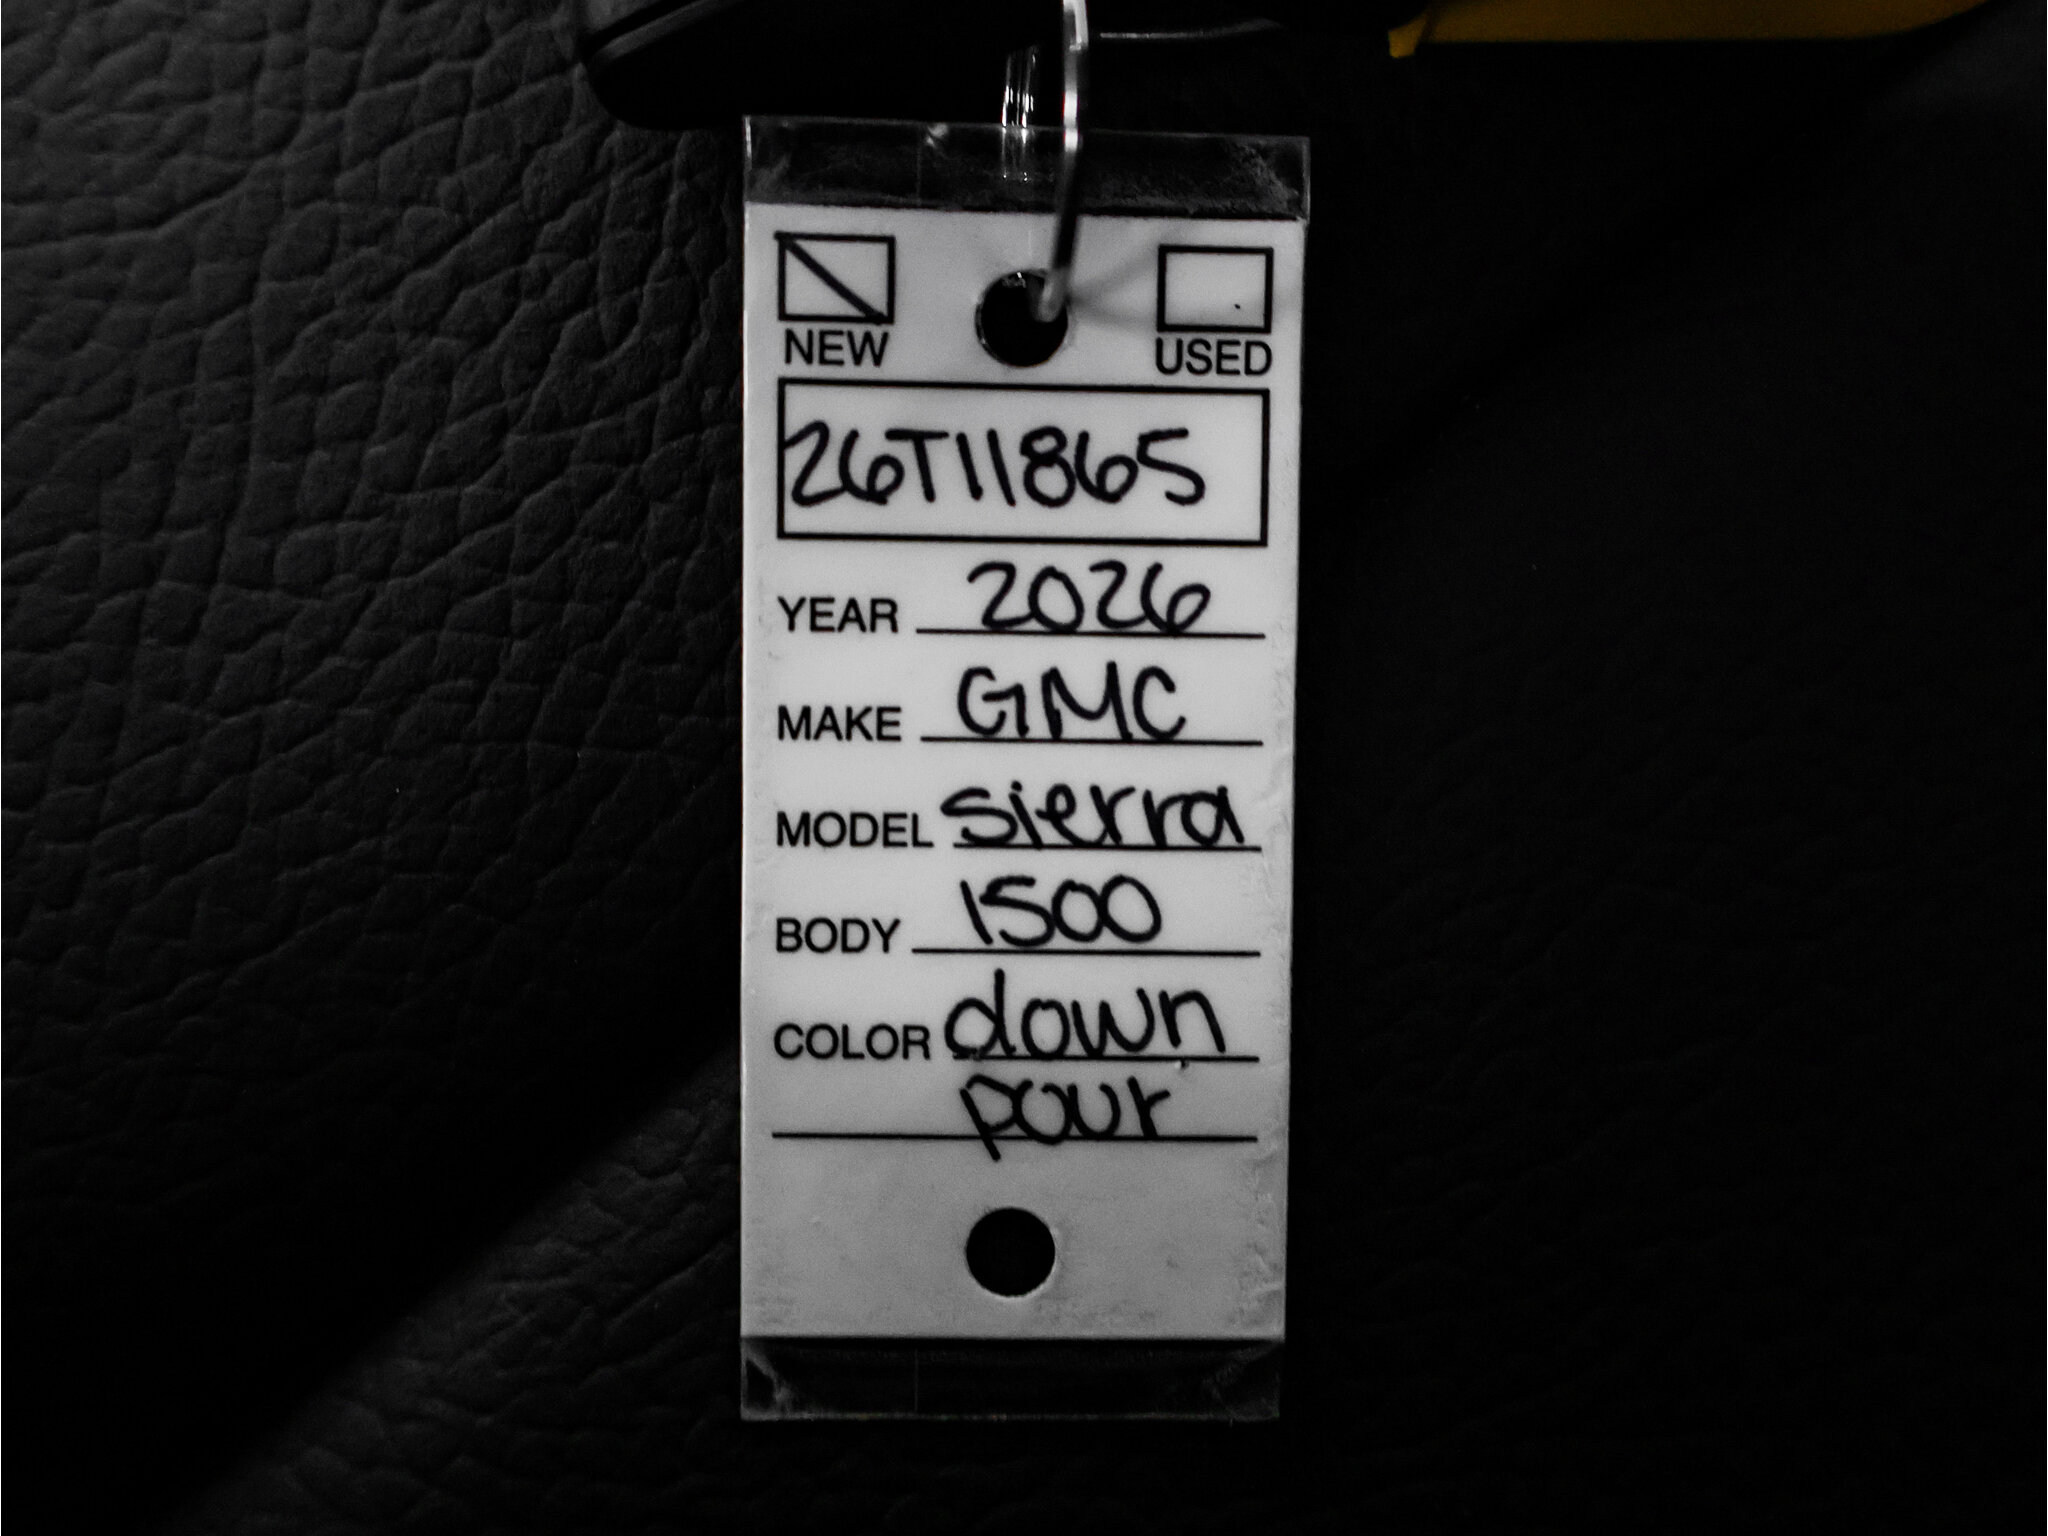 NEW USED
26T11865
YEAR 2026
MAKE GMC
MODEL sierra
BODY 1500
COLOR down
pour